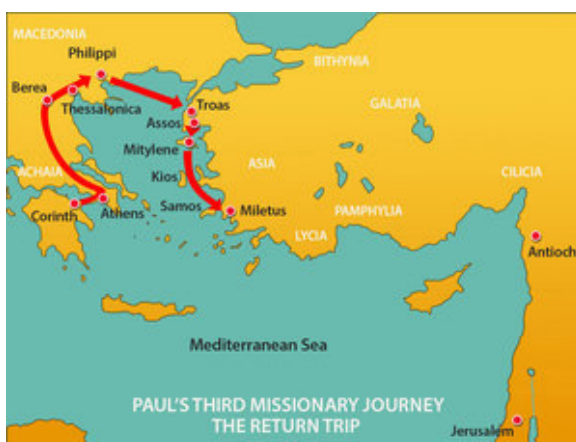 MACEDONIA
Philippi
BITHYNIA
Berea
Thessalonica
Troas
GALATIA
Assos
Mitylene
ASIA
ACHAIA
Kios
CILICIA
Samos
Miletus
PAMPHYLIA
Corinth
Athens
LYCIA
Antioch
Mediterranean Sea
PAUL'S THIRD MISSIONARY JOURNEY
THE RETURN TRIP
Jerusalem